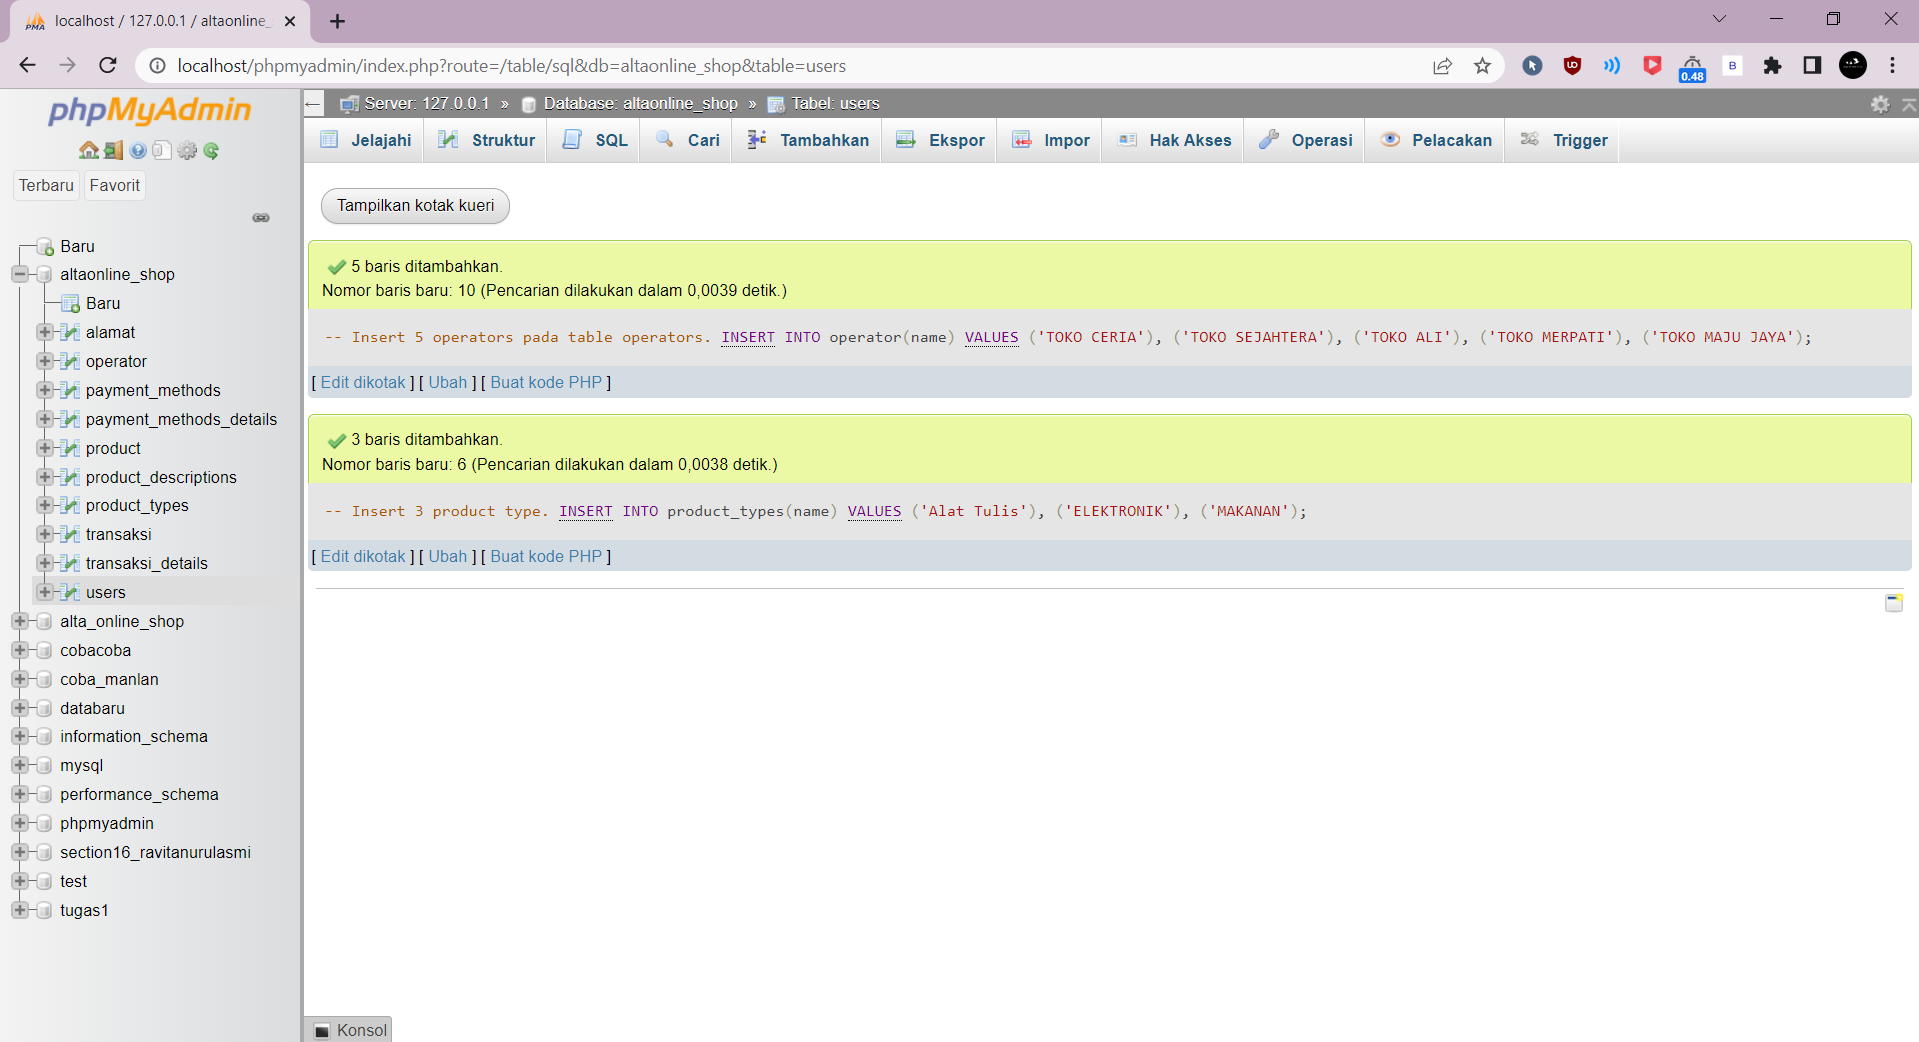 localhost / 127.0.0.1 / altaonline_
localhost/phpmyadmin/index.php?route=/table/sql&db=altaonline_shop&table=users
0.48
B
phpMyAdmin
Terbaru
Favorit
Baru
altaonline_shop
Baru
alamat
operator
payment_methods
payment_methods_details
product
product_descriptions
product_types
transaksi
transaksi_details
users
alta_online_shop
cobacoba
coba_manlan
databaru
information_schema
mysql
performance_schema
phpmyadmin
section16_ravitanurulasmi
test
tugas1
Server: 127.0.0.1 » Database: altaonline_shop » Tabel: users
Jelajahi Struktur SQL Cari Tambahkan Ekspor Impor Hak Akses Operasi Pelacakan Trigger
Tampilkan kotak kueri
5 baris ditambahkan.
Nomor baris baru: 10 (Pencarian dilakukan dalam 0,0039 detik.)
-- Insert 5 operators pada table operators. INSERT INTO operator(name) VALUES ('TOKO CERIA'), ('TOKO SEJAHTERA'), ('TOKO ALI'), ('TOKO MERPATI'), ('TOKO MAJU JAYA');
[ Edit dikotak ] [ Ubah ] [ Buat kode PHP ]
3 baris ditambahkan.
Nomor baris baru: 6 (Pencarian dilakukan dalam 0,0038 detik.)
-- Insert 3 product type. INSERT INTO product_types(name) VALUES ('Alat Tulis'), ('ELEKTRONIK'), ('MAKANAN');
[ Edit dikotak ] [ Ubah ] [ Buat kode PHP ]
Konsol